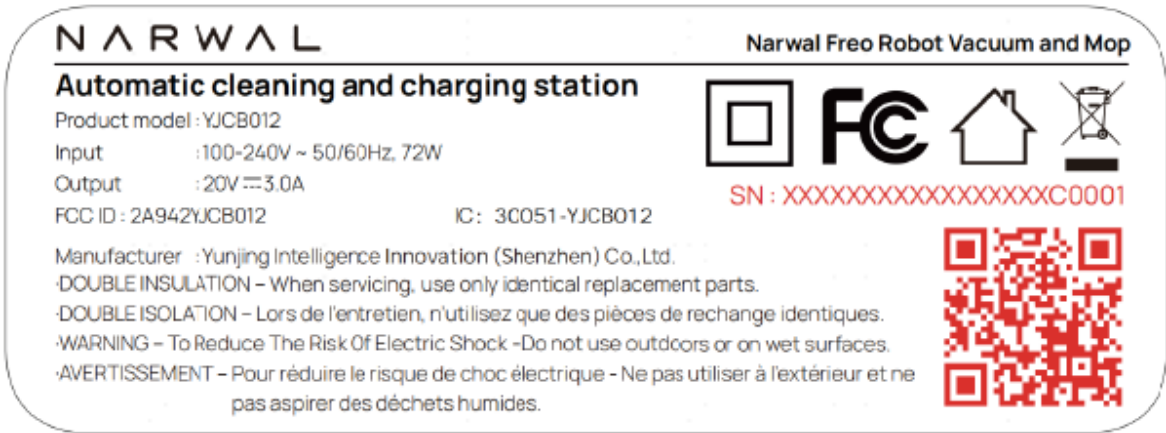 NARWAL
Narwal Freo Robot Vacuum and Mop
Automatic cleaning and charging station
Product model : YJCB012
Input : 100-240V ~ 50/60Hz, 72W
Output : 20V ⎓ 3.0A
FCC ID : 2A942YJCB012 IC: 30051-YJCB012
FC
SN : XXXXXXXXXXXXXXXXXXC0001
Manufacturer : Yunjing Intelligence Innovation (Shenzhen) Co.,Ltd.
·DOUBLE INSULATION – When servicing, use only identical replacement parts.
·DOUBLE ISOLATION – Lors de l'entretien, n'utilisez que des pièces de rechange identiques.
·WARNING – To Reduce The Risk Of Electric Shock -Do not use outdoors or on wet surfaces.
·AVERTISSEMENT – Pour réduire le risque de choc électrique - Ne pas utiliser à l'extérieur et ne
pas aspirer des déchets humides.